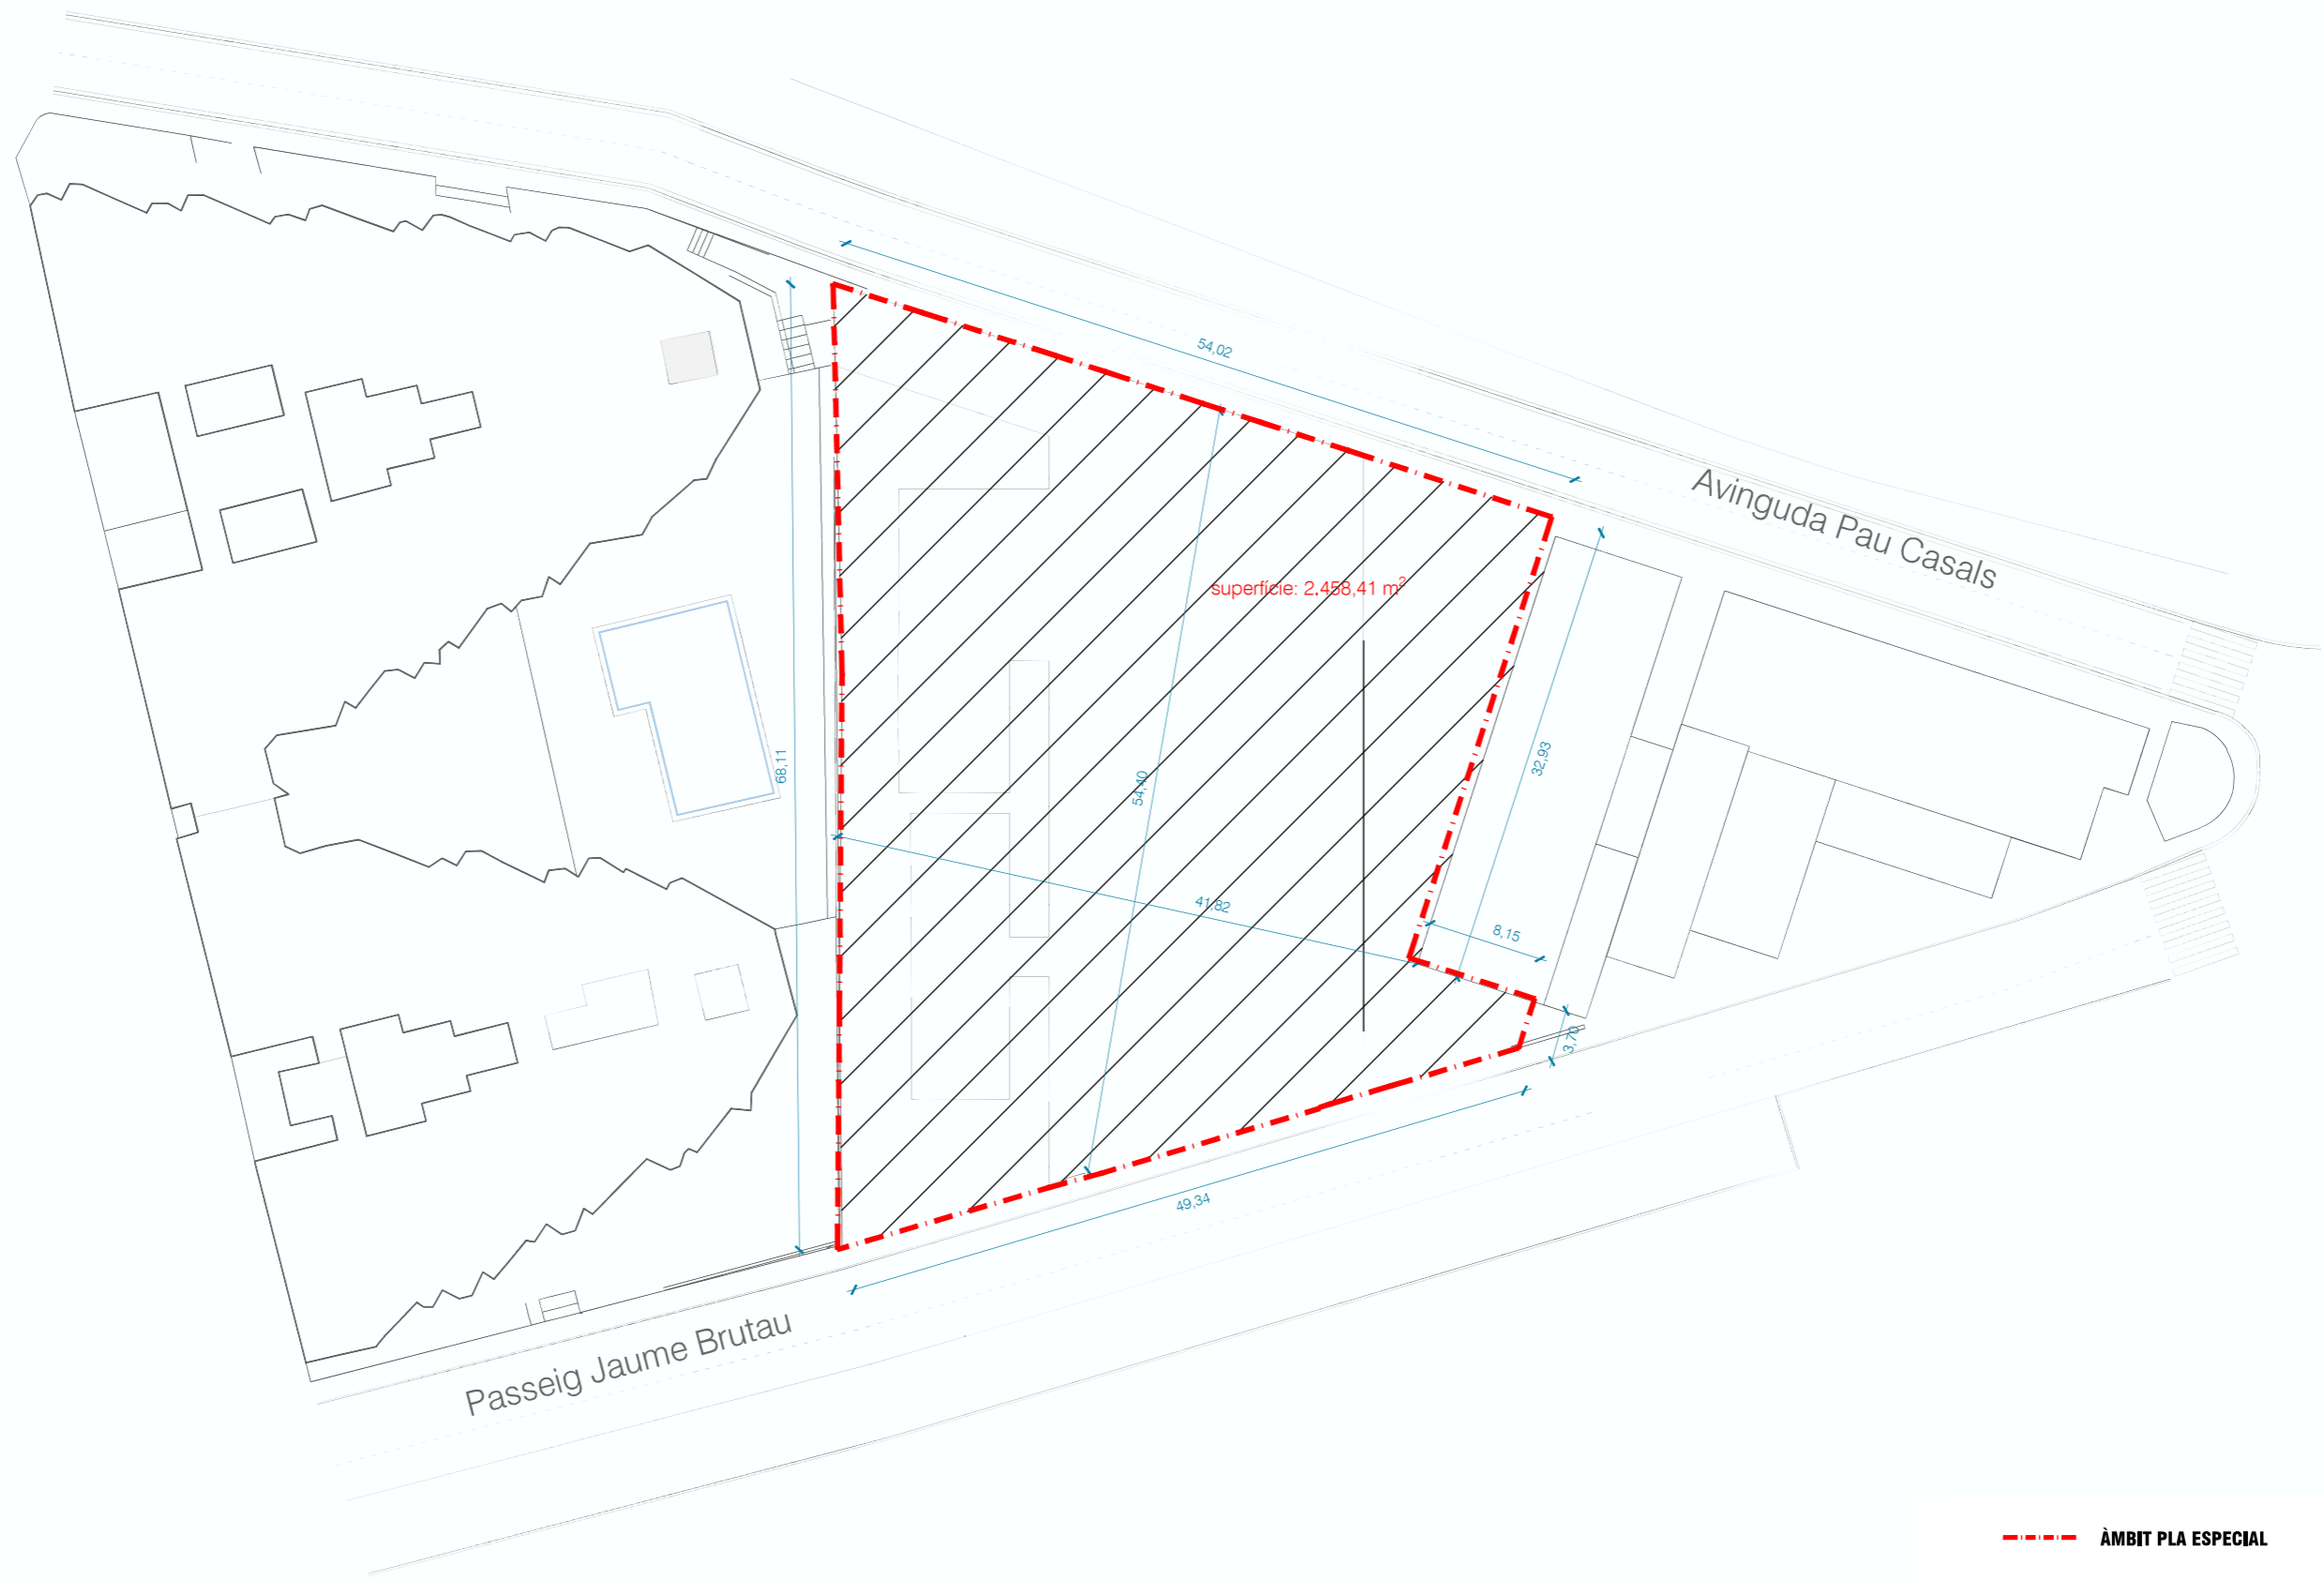 54,02
Avinguda Pau Casals
superfície: 2.458,41 m²
68,11
54,40
32,93
41,82
8,15
3,70
49,34
Passeig Jaume Brutau
ÀMBIT PLA ESPECIAL